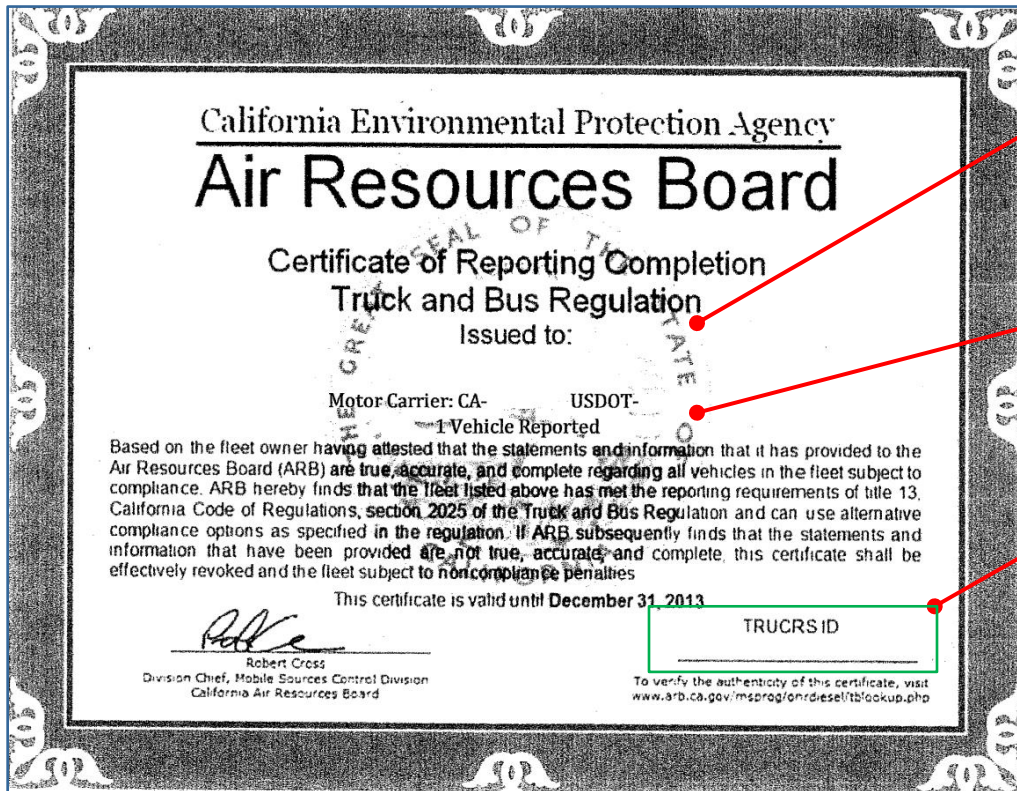 California Environmental Protection Agency
Air Resources Board
THE GREAT SEAL OF THE STATE OF CALIFORNIA
Certificate of Reporting Completion
Truck and Bus Regulation
Issued to:
Motor Carrier: CA- USDOT-
1 Vehicle Reported
Based on the fleet owner having attested that the statements and information that it has provided to the
Air Resources Board (ARB) are true, accurate, and complete regarding all vehicles in the fleet subject to
compliance. ARB hereby finds that the fleet listed above has met the reporting requirements of title 13,
California Code of Regulations, section 2025 of the Truck and Bus Regulation and can use alternative
compliance options as specified in the regulation. If ARB subsequently finds that the statements and
information that have been provided are not true, accurate, and complete, this certificate shall be
effectively revoked and the fleet subject to noncompliance penalties
This certificate is valid until December 31, 2013
TRUCRS ID
Robert Cross
Division Chief, Mobile Sources Control Division
California Air Resources Board
To verify the authenticity of this certificate, visit
www.arb.ca.gov/msprog/onrdiesel/tblookup.php